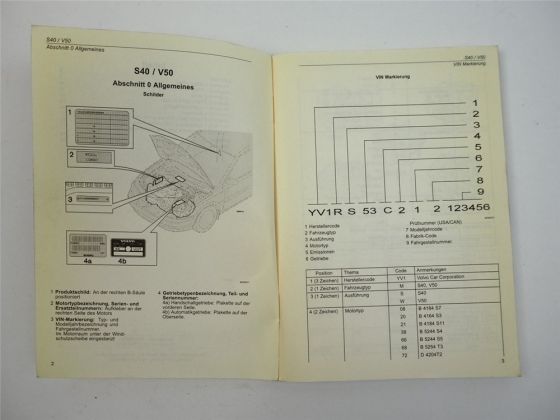 S40 / V50
Abschnitt 0 Allgemeines
S40 / V50
Abschnitt 0 Allgemeines
Schilder
1
2
3
4a
4b
VOLVO
1 Produktschild: An der rechten B-Säule
positioniert
2 Motortypbezeichnung, Serien- und
Ersatzteilnummern: Aufkleber an der
rechten Seite des Motors
3 VIN-Markierung: Typ- und
Modelljahrbezeichnung und
Fahrgestellnummer.
Im Motorraum unter der Wind-
schutzscheibe eingestanzt
4 Getriebetypenbezeichnung, Teil- und
Seriennummer:
4a) Handschaltgetriebe: Plakette auf der
vorderen Seite.
4b) Automatikgetriebe: Plakette auf der
Oberseite.
2
S40 / V50
VIN Markierung
VIN Markierung
1
2
3
4
5
6
7
8
9
YV1R S 53 C 2 1 2 123456
1 Herstellercode
2 Fahrzeugtyp
3 Ausführung
4 Motortyp
5 Emissionen
6 Getriebe
Prüfnummer (USA/CAN)
7 Modelljahrcode
8 Fabrik-Code
9 Fahrgestellnummer
Position Thema Code Anmerkungen
1 (3 Zeichen) Herstellercode YV1 Volvo Car Corporation
2 (1 Zeichen) Fahrzeugtyp M S40, V50
3 (1 Zeichen) Ausführung S S40
W V50
4 (2 Zeichen) Motortyp 08 B 4164 S7
20 B 4164 S3
21 B 4184 S11
38 B 5244 S4
66 B 5244 S5
68 B 5254 T3
72 D 4204T2
3